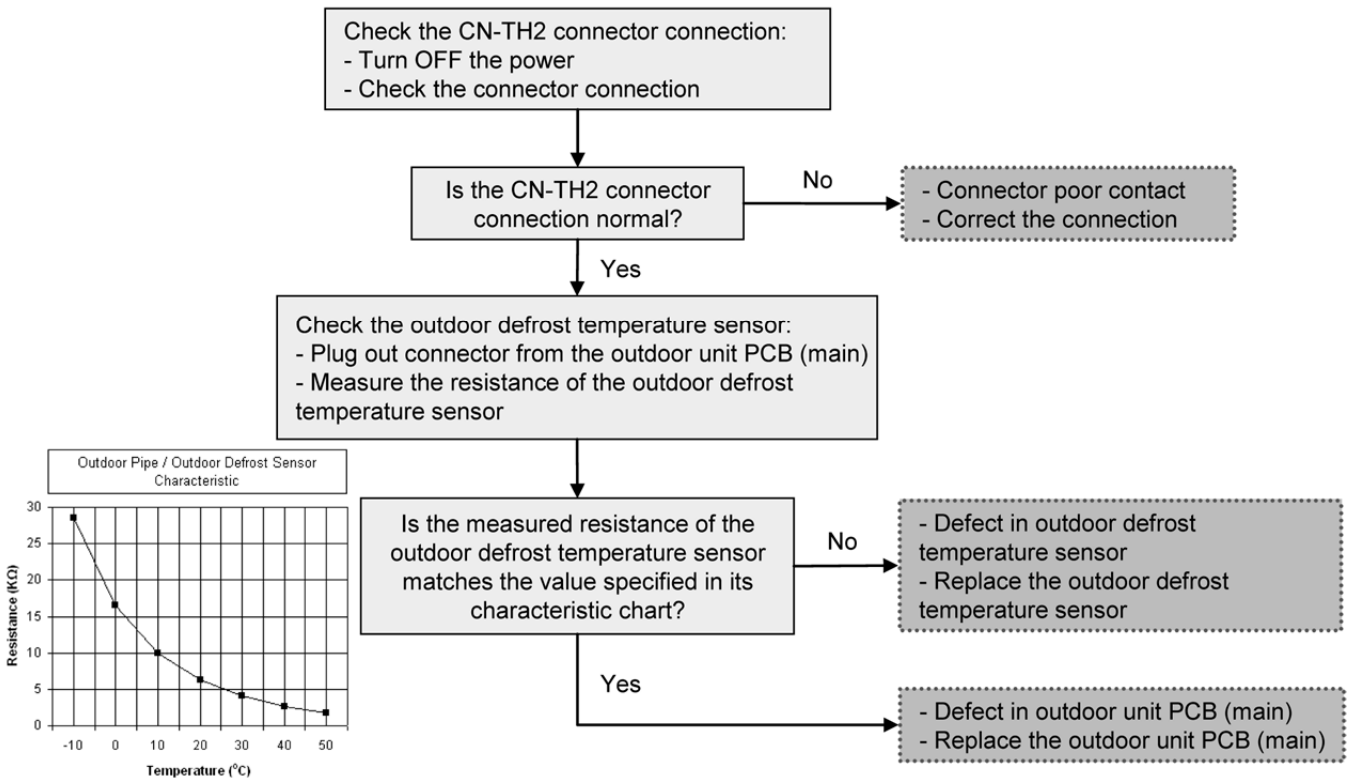 Check the CN-TH2 connector connection:
- Turn OFF the power
- Check the connector connection
Is the CN-TH2 connector
connection normal?
No
- Connector poor contact
- Correct the connection
Yes
Check the outdoor defrost temperature sensor:
- Plug out connector from the outdoor unit PCB (main)
- Measure the resistance of the outdoor defrost
temperature sensor
Outdoor Pipe / Outdoor Defrost Sensor
Characteristic
Resistance (KΩ)
30
25
20
15
10
5
0
-10 0 10 20 30 40 50
Temperature (°C)
Is the measured resistance of the
outdoor defrost temperature sensor
matches the value specified in its
characteristic chart?
No
- Defect in outdoor defrost
temperature sensor
- Replace the outdoor defrost
temperature sensor
Yes
- Defect in outdoor unit PCB (main)
- Replace the outdoor unit PCB (main)